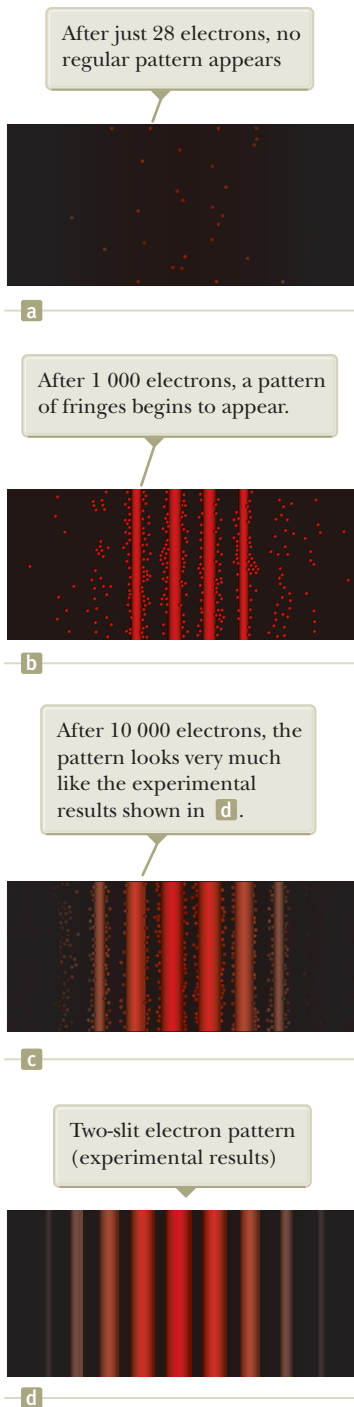 After just 28 electrons, no
regular pattern appears
a
After 1 000 electrons, a pattern
of fringes begins to appear.
b
After 10 000 electrons, the
pattern looks very much
like the experimental
results shown in d.
c
Two-slit electron pattern
(experimental results)
d